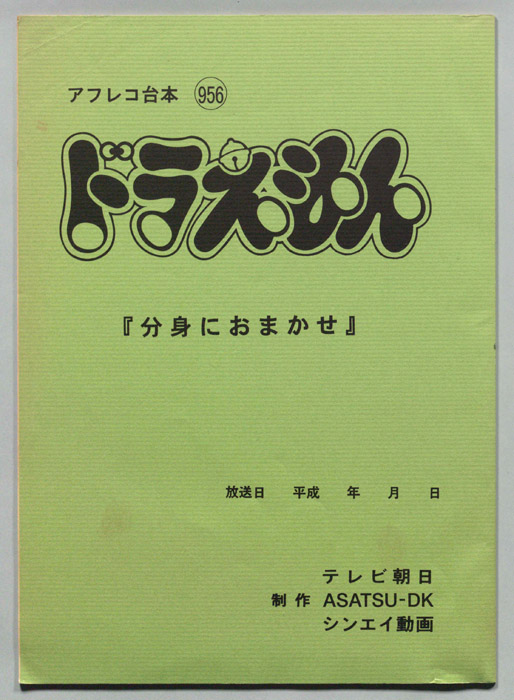 アフレコ台本 956
ドラえもん
『分身におまかせ』
放送日 平成 年 月 日
テレビ朝日
制作 ASATSU-DK
シンエイ動画